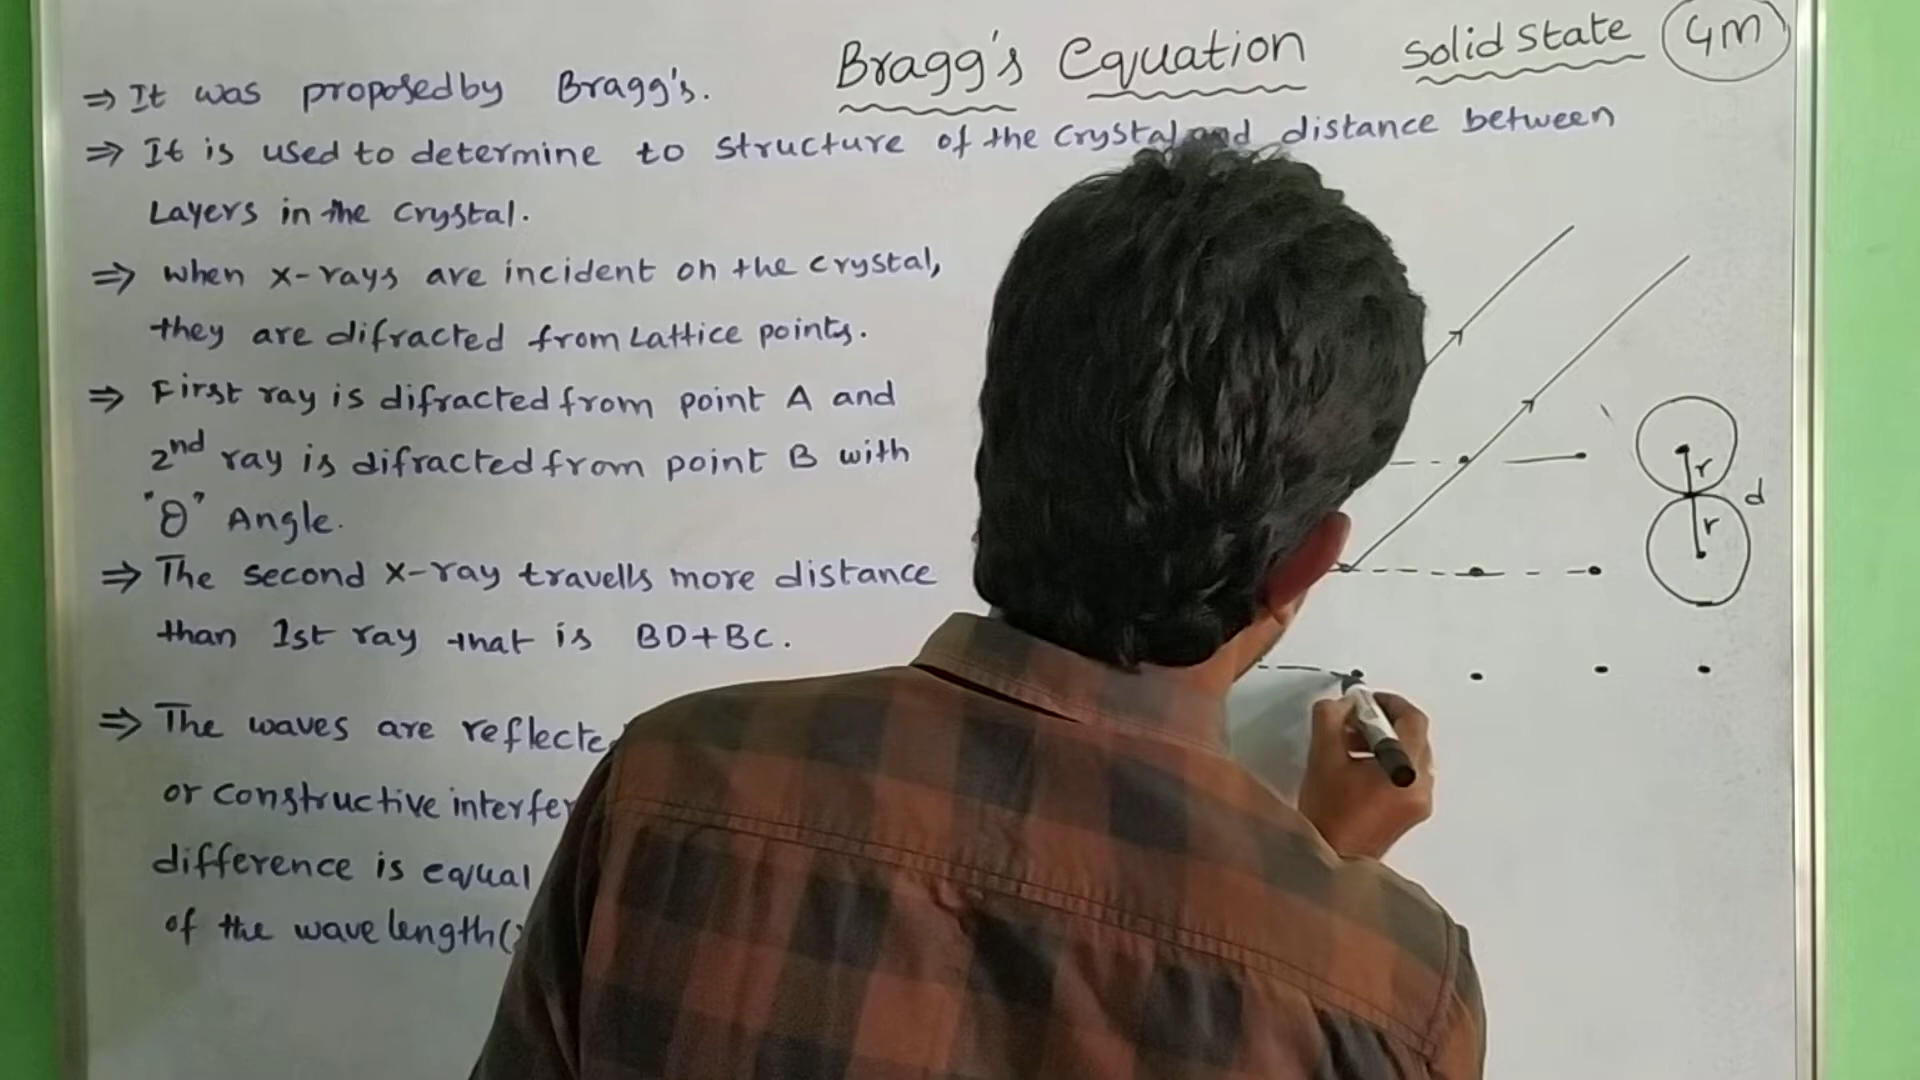 Bragg's Equation Solid State 4M
⇒ It was proposed by Bragg's.
⇒ It is used to determine to structure of the crystal and distance between
Layers in the crystal.
⇒ when x-rays are incident on the crystal,
they are difracted from Lattice points.
⇒ First ray is difracted from point A and
2nd ray is difracted from point B with
"θ" Angle.
⇒ The second x-ray travells more distance
than 1st ray that is BD+BC.
⇒ The waves are reflecte
or constructive interfer
difference is equal
of the wave length(
r
d
r